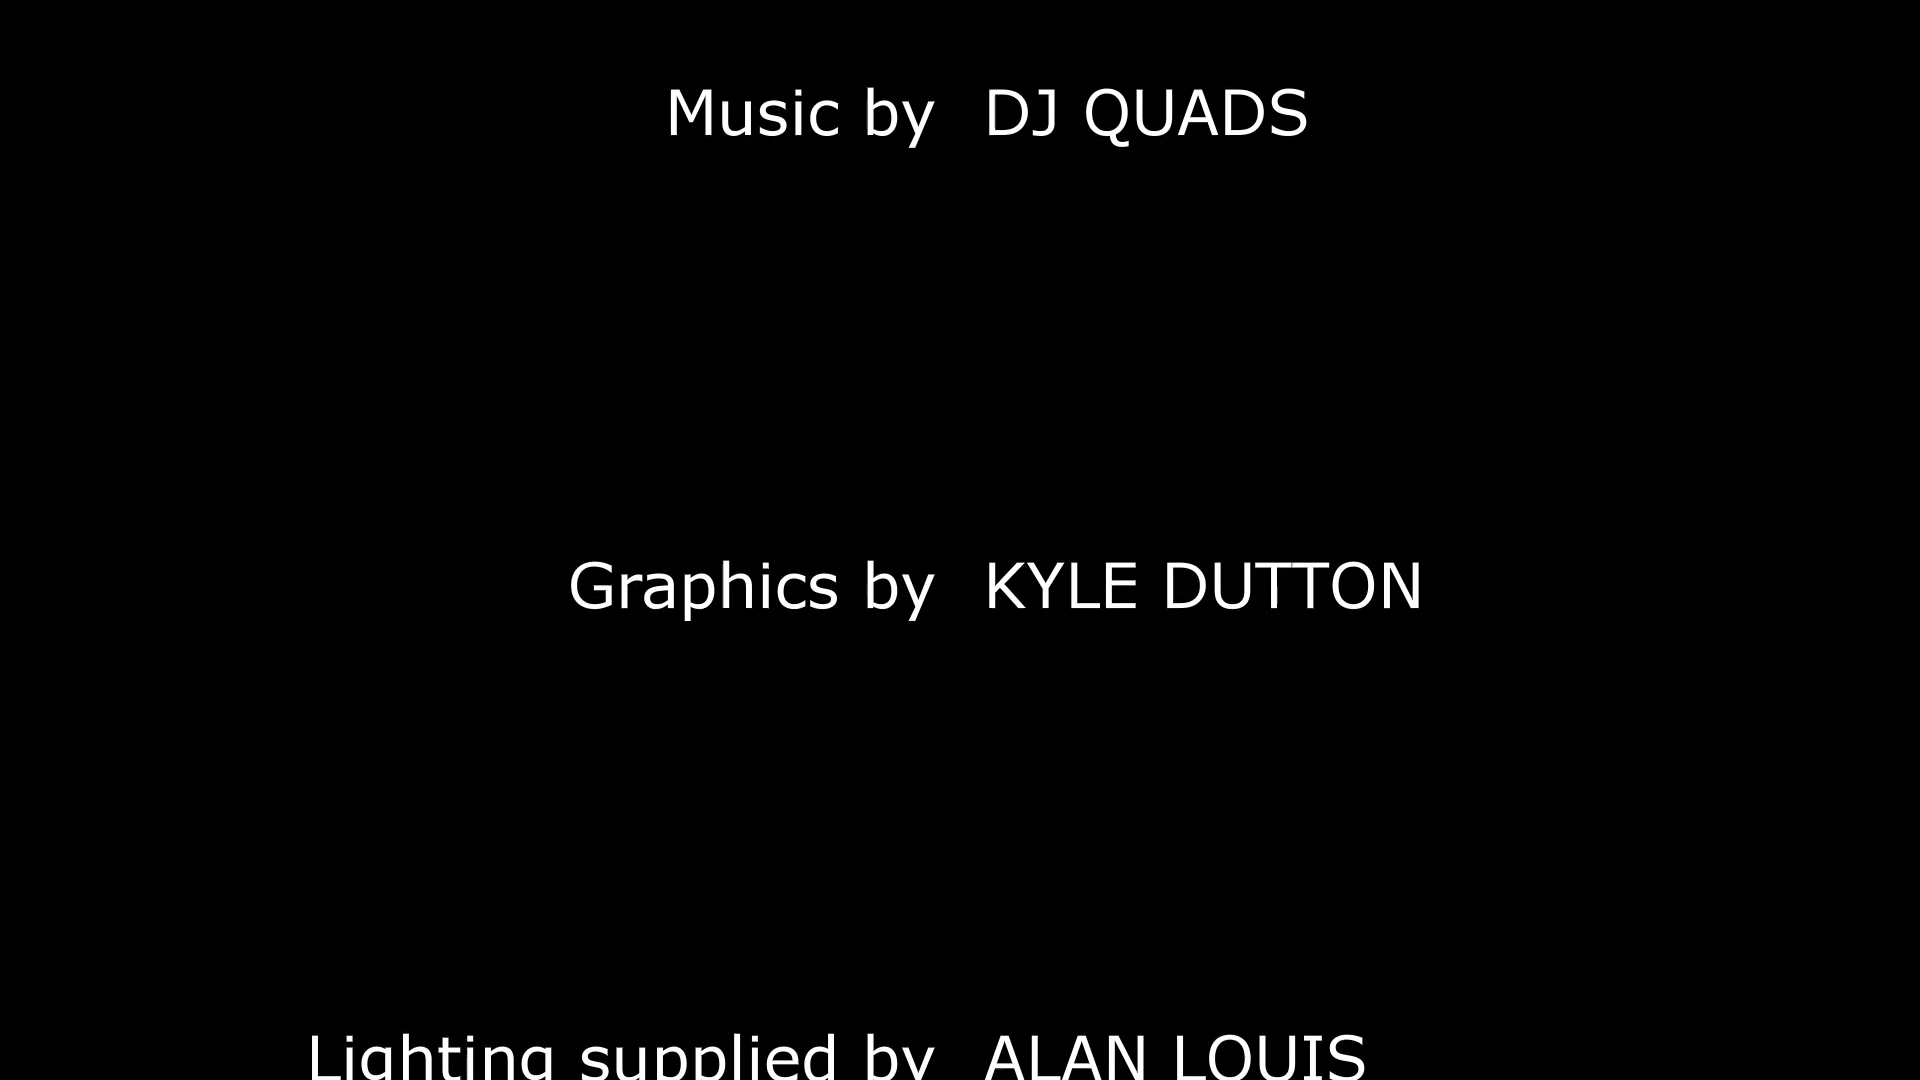 Music by DJ QUADS
Graphics by KYLE DUTTON
Lighting supplied by ALAN LOUIS